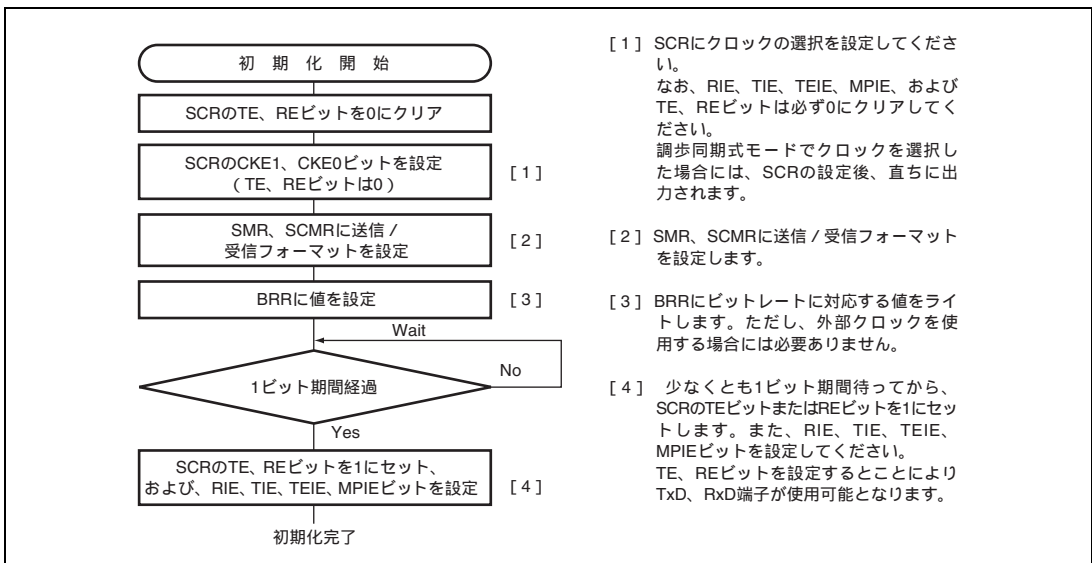 初期化開始
SCRのTE、REビットを0にクリア
SCRのCKE1、CKE0ビットを設定
（TE、REビットは0）
[1]
SMR、SCMRに送信／
受信フォーマットを設定
[2]
BRRに値を設定
[3]
Wait
1ビット期間経過
No
Yes
SCRのTE、REビットを1にセット、
および、RIE、TIE、TEIE、MPIEビットを設定
[4]
初期化完了
[1] SCRにクロックの選択を設定してくださ
い。
なお、RIE、TIE、TEIE、MPIE、および
TE、REビットは必ず0にクリアしてく
ださい。
調歩同期式モードでクロックを選択し
た場合には、SCRの設定後、直ちに出
力されます。
[2] SMR、SCMRに送信／受信フォーマット
を設定します。
[3] BRRにビットレートに対応する値をライ
トします。ただし、外部クロックを使
用する場合には必要ありません。
[4] 少なくとも1ビット期間待ってから、
SCRのTEビットまたはREビットを1にセッ
トします。また、RIE、TIE、TEIE、
MPIEビットを設定してください。
TE、REビットを設定するとことにより
TxD、RxD端子が使用可能となります。